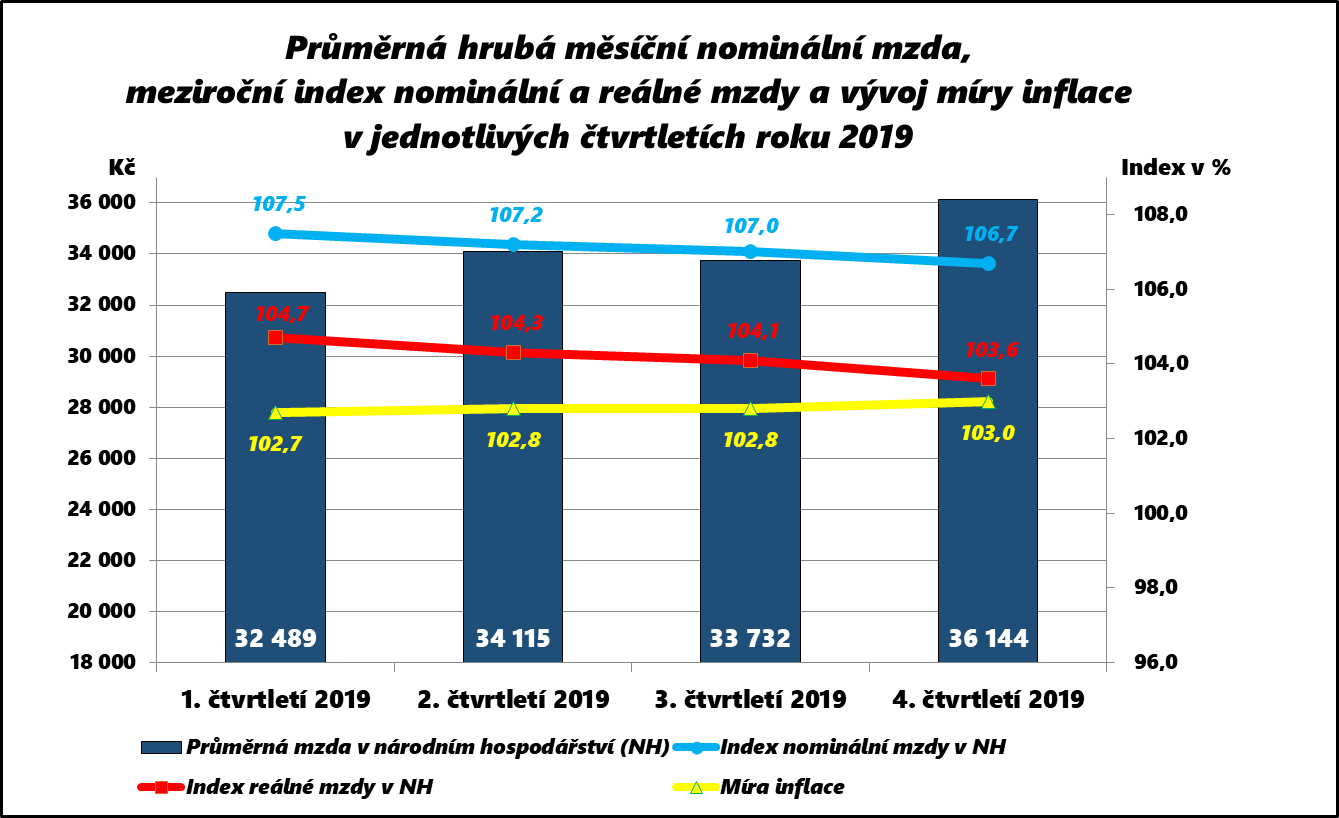 Průměrná hrubá měsíční nominální mzda,
meziroční index nominální a reálné mzdy a vývoj míry inflace
v jednotlivých čtvrtletích roku 2019
Kč
Index v %
36 000
34 000
32 000
30 000
28 000
26 000
24 000
22 000
20 000
18 000
108,0
106,0
104,0
102,0
100,0
98,0
96,0
107,5
107,2
107,0
106,7
104,7
104,3
104,1
103,6
102,7
102,8
102,8
103,0
32 489
34 115
33 732
36 144
1. čtvrtletí 2019
2. čtvrtletí 2019
3. čtvrtletí 2019
4. čtvrtletí 2019
Průměrná mzda v národním hospodářství (NH)
Index nominální mzdy v NH
Index reálné mzdy v NH
Míra inflace